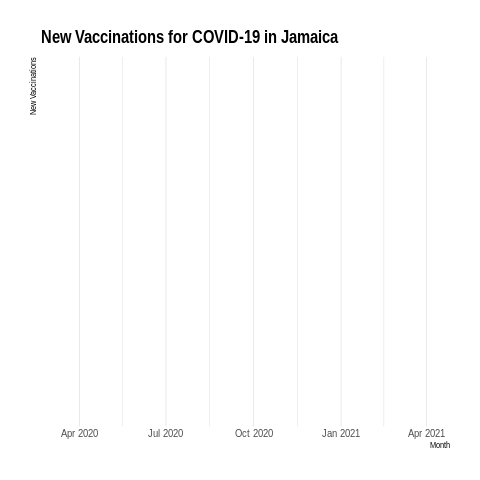 New Vaccinations for COVID-19 in Jamaica
New Vaccinations
Apr 2020 Jul 2020 Oct 2020 Jan 2021 Apr 2021
Month